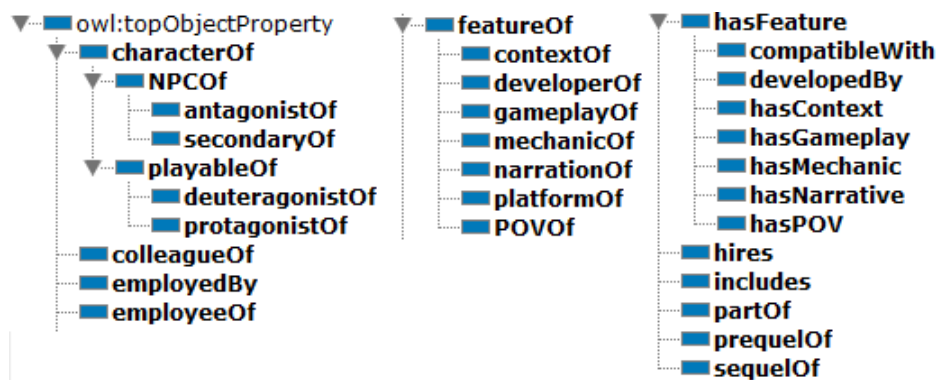 owl:topObjectProperty
characterOf
NPCOf
antagonistOf
secondaryOf
playableOf
deuteragonistOf
protagonistOf
colleagueOf
employedBy
employeeOf
featureOf
contextOf
developerOf
gameplayOf
mechanicOf
narrationOf
platformOf
POVOf
hasFeature
compatibleWith
developedBy
hasContext
hasGameplay
hasMechanic
hasNarrative
hasPOV
hires
includes
partOf
prequelOf
sequelOf